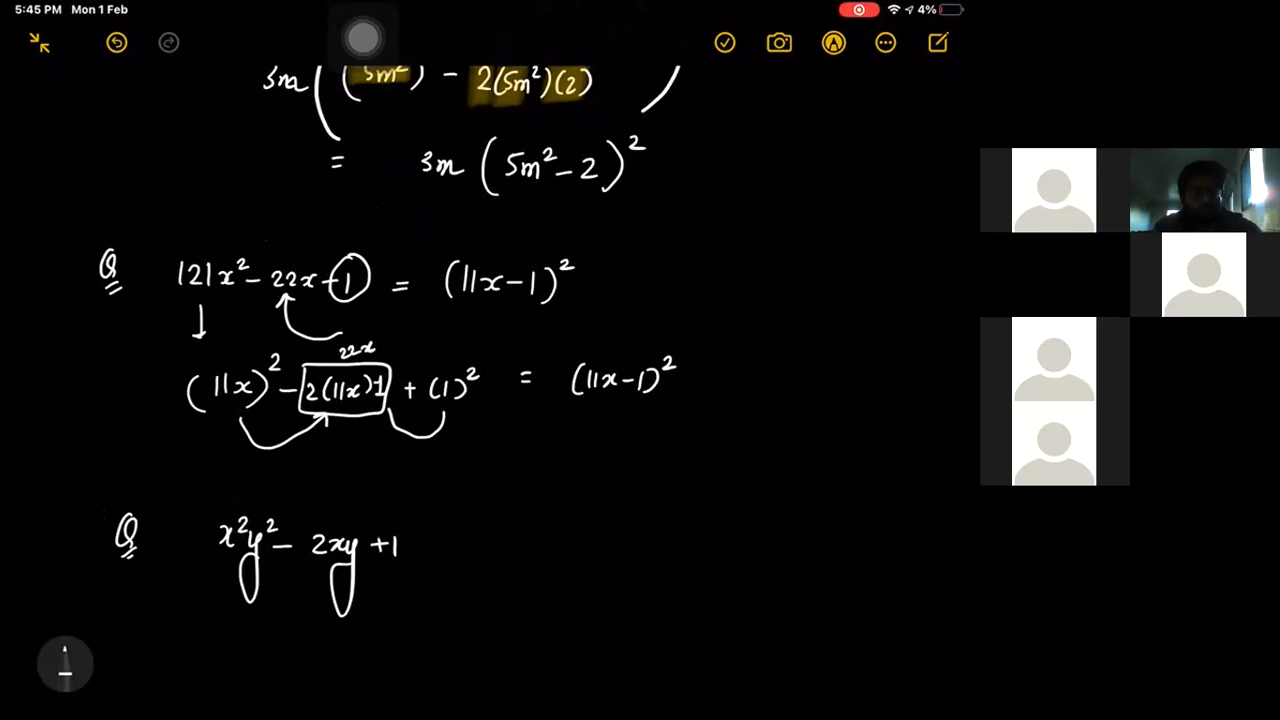 5:45 PM Mon 1 Feb 4%
3m ( (5m²) - 2(5m²)(2) )
= 3m (5m² - 2)²
Q 121x² - 22x + 1 = (11x - 1)²
22x
(11x)² - 2(11x)1 + (1)² = (11x - 1)²
Q x²y² - 2xy + 1